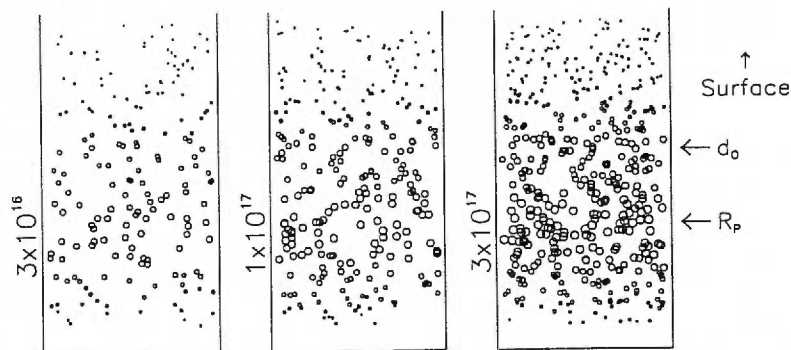 3x10^16
1x10^17
3x10^17
↑
Surface
← d₀
← Rₚ